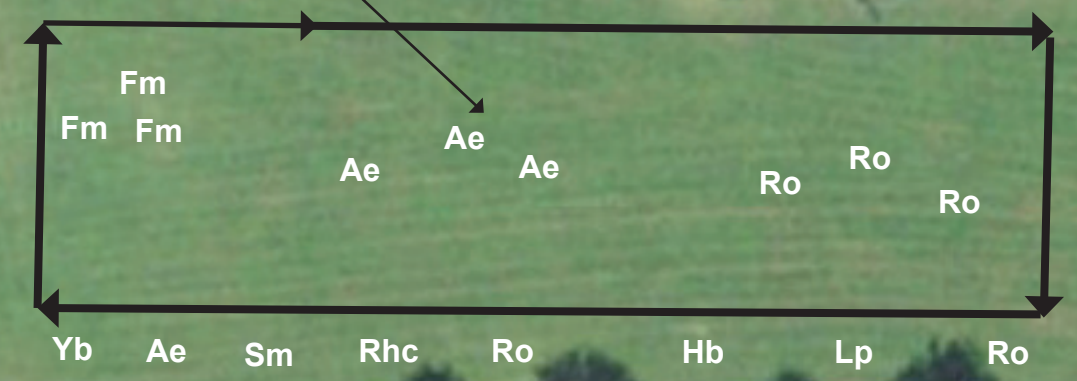 Fm
Fm Fm
Ae
Ae Ae
Ro
Ro
Ro
Yb Ae Sm Rhc Ro Hb Lp Ro